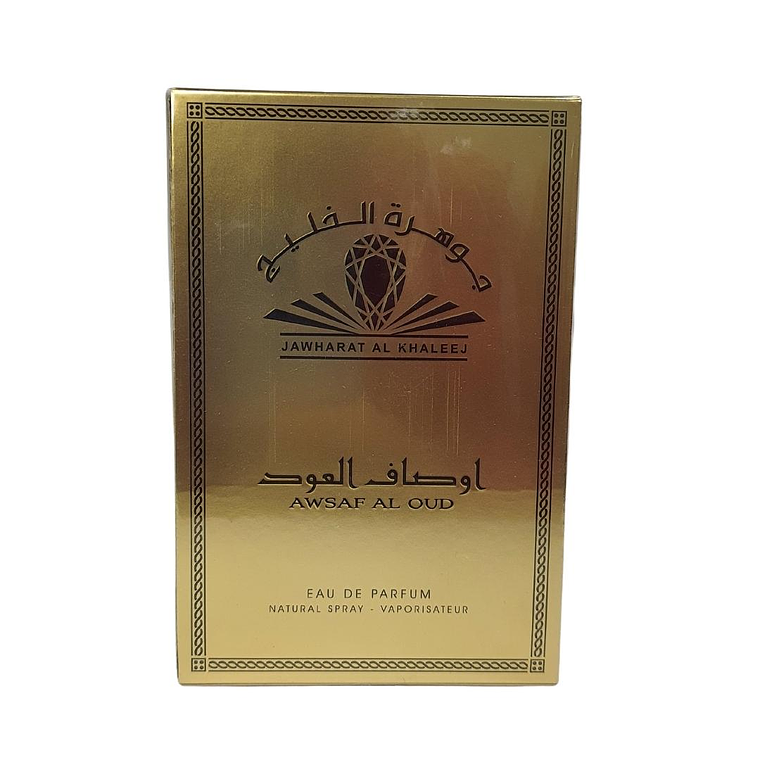 جوهرة الخليج
JAWHARAT AL KHALEEJ
اوصاف العود
AWSAF AL OUD
EAU DE PARFUM
NATURAL SPRAY - VAPORISATEUR